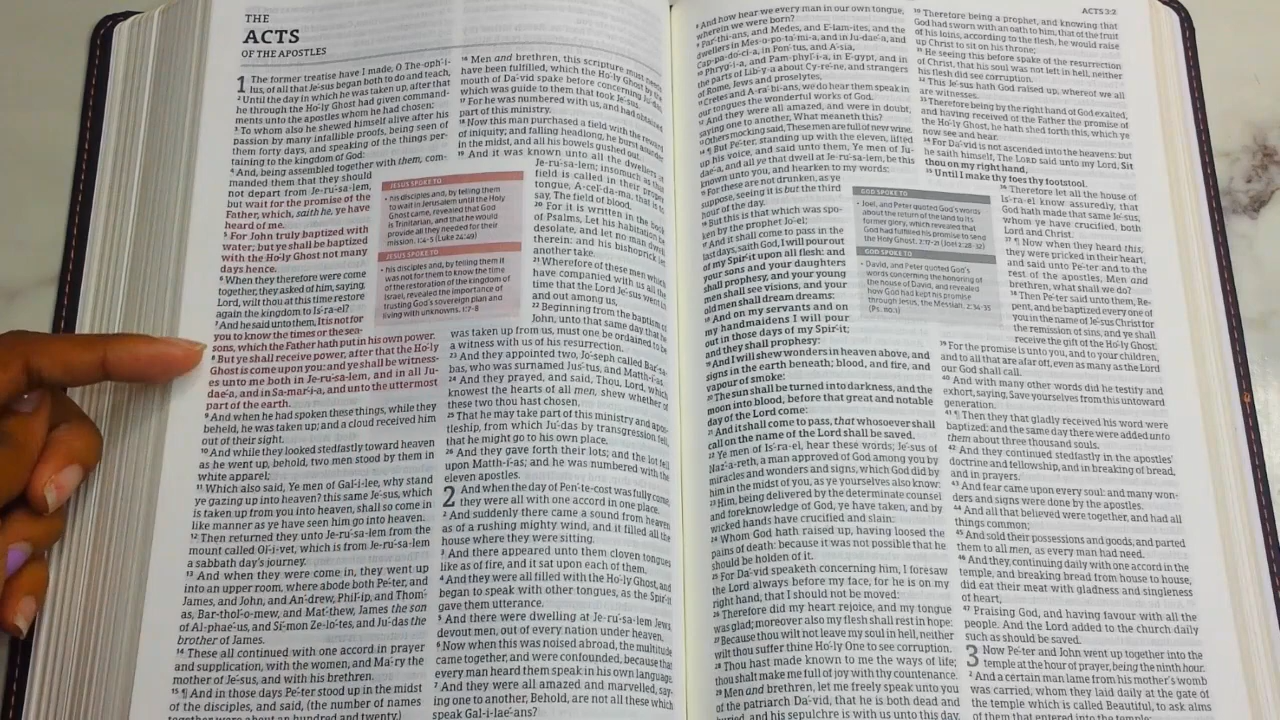 THE
ACTS
OF THE APOSTLES
1 The former treatise have I made, O The-oph´i-
lus, of all that Je´sus began both to do and teach,
2 Until the day in which he was taken up, after that
he through the Ho´ly Ghost had given command-
ments unto the apostles whom he had chosen:
3 To whom also he shewed himself alive after his
passion by many infallible proofs, being seen of
them forty days, and speaking of the things per-
taining to the kingdom of God:
4 And, being assembled together with them, com-
manded them that they should
not depart from Je-ru´sa-lem,
but wait for the promise of the
Father, which, saith he, ye have
heard of me.
5 For John truly baptized with
water; but ye shall be baptized
with the Ho´ly Ghost not many
days hence.
6 When they therefore were come
together, they asked of him, saying,
Lord, wilt thou at this time restore
again the kingdom to Is´ra-el?
7 And he said unto them, It is not for
you to know the times or the sea-
sons, which the Father hath put in his own power.
8 But ye shall receive power, after that the Ho´ly
Ghost is come upon you: and ye shall be witness-
es unto me both in Je-ru´sa-lem, and in all Ju-
dae´a, and in Sa-mar´i-a, and unto the uttermost
part of the earth.
9 And when he had spoken these things, while they
beheld, he was taken up; and a cloud received him
out of their sight.
10 And while they looked stedfastly toward heaven
as he went up, behold, two men stood by them in
white apparel;
11 Which also said, Ye men of Gal´i-lee, why stand
ye gazing up into heaven? this same Je´sus, which
is taken up from you into heaven, shall so come in
like manner as ye have seen him go into heaven.
12 Then returned they unto Je-ru´sa-lem from the
mount called Ol´i-vet, which is from Je-ru´sa-lem
a sabbath day's journey.
13 And when they were come in, they went up
into an upper room, where abode both Pe´ter, and
James, and John, and An´drew, Phil´ip, and Thom´
as, Bar-thol´o-mew, and Mat´thew, James the son
of Al-phae´us, and Si´mon Ze-lo´tes, and Ju´das the
brother of James.
14 These all continued with one accord in prayer
and supplication, with the women, and Ma´ry the
mother of Je´sus, and with his brethren.
15 ¶ And in those days Pe´ter stood up in the midst
of the disciples, and said, (the number of names
together were about an hundred and twenty,)
16 Men and brethren, this scripture must needs
have been fulfilled, which the Ho´ly Ghost by the
mouth of Da´vid spake before concerning Ju´das,
which was guide to them that took Je´sus.
17 For he was numbered with us, and had obtained
part of this ministry.
18 Now this man purchased a field with the reward
of iniquity; and falling headlong, he burst asunder
in the midst, and all his bowels gushed out.
19 And it was known unto all the dwellers at
Je-ru´sa-lem; insomuch as that
field is called in their proper
tongue, A-cel´da-ma, that is to
say, The field of blood.
20 For it is written in the book
of Psalms, Let his habitation be
desolate, and let no man dwell
therein: and his bishoprick let
another take.
21 Wherefore of these men which
have companied with us all the
time that the Lord Je´sus went in
and out among us,
22 Beginning from the baptism of
John, unto that same day that he
was taken up from us, must one be ordained to be
a witness with us of his resurrection.
23 And they appointed two, Jo´seph called Bar´sa-
bas, who was surnamed Jus´tus, and Matth-i´as.
24 And they prayed, and said, Thou, Lord, which
knowest the hearts of all men, shew whether of
these two thou hast chosen,
25 That he may take part of this ministry and apos-
tleship, from which Ju´das by transgression fell,
that he might go to his own place.
26 And they gave forth their lots; and the lot fell
upon Matth-i´as; and he was numbered with the
eleven apostles.
2 And when the day of Pen´te-cost was fully come,
they were all with one accord in one place.
2 And suddenly there came a sound from heaven
as of a rushing mighty wind, and it filled all the
house where they were sitting.
3 And there appeared unto them cloven tongues
like as of fire, and it sat upon each of them.
4 And they were all filled with the Ho´ly Ghost, and
began to speak with other tongues, as the Spir´it
gave them utterance.
5 And there were dwelling at Je-ru´sa-lem Jews,
devout men, out of every nation under heaven.
6 Now when this was noised abroad, the multitude
came together, and were confounded, because that
every man heard them speak in his own language.
7 And they were all amazed and marvelled, say-
ing one to another, Behold, are not all these which
speak Gal-i-lae´ans?
JESUS SPOKE TO
• his disciples and, by telling them
to wait in Jerusalem until the Holy
Ghost came, revealed that God
is Trinitarian, and that he would
provide all they needed for their
mission. 1:4-5 (Luke 24:49)
JESUS SPOKE TO
• his disciples and, by telling them it
was not for them to know the time
of the restoration of the kingdom of
Israel, revealed the importance of
trusting God's sovereign plan and
living with unknowns. 1:7-8
ACTS 3:2
8 And how hear we every man in our own tongue,
wherein we were born?
9 Par´thi-ans, and Medes, and E´lam-ites, and the
dwellers in Mes-o-po-ta´mi-a, and in Ju-dae´a, and
Cap-pa-do´ci-a, in Pon´tus, and A´sia,
10 Phryg´i-a, and Pam-phyl´i-a, in E´gypt, and in
the parts of Lib´y-a about Cy-re´ne, and strangers
of Rome, Jews and proselytes,
11 Cretes and A-ra´bi-ans, we do hear them speak in
our tongues the wonderful works of God.
12 And they were all amazed, and were in doubt,
saying one to another, What meaneth this?
13 Others mocking said, These men are full of new wine.
14 ¶ But Pe´ter, standing up with the eleven, lifted
up his voice, and said unto them, Ye men of Ju-
dae´a, and all ye that dwell at Je-ru´sa-lem, be this
known unto you, and hearken to my words:
15 For these are not drunken, as ye
suppose, seeing it is but the third
hour of the day.
16 But this is that which was spo-
ken by the prophet Jo´el;
17 And it shall come to pass in the
last days, saith God, I will pour out
of my Spir´it upon all flesh: and
your sons and your daughters
shall prophesy, and your young
men shall see visions, and your
old men shall dream dreams:
18 And on my servants and on
my handmaidens I will pour
out in those days of my Spir´it;
and they shall prophesy:
19 And I will shew wonders in heaven above, and
signs in the earth beneath; blood, and fire, and
vapour of smoke:
20 The sun shall be turned into darkness, and the
moon into blood, before that great and notable
day of the Lord come:
21 And it shall come to pass, that whosoever shall
call on the name of the Lord shall be saved.
22 Ye men of Is´ra-el, hear these words; Je´sus of
Naz´a-reth, a man approved of God among you by
miracles and wonders and signs, which God did by
him in the midst of you, as ye yourselves also know:
23 Him, being delivered by the determinate counsel
and foreknowledge of God, ye have taken, and by
wicked hands have crucified and slain:
24 Whom God hath raised up, having loosed the
pains of death: because it was not possible that he
should be holden of it.
25 For Da´vid speaketh concerning him, I foresaw
the Lord always before my face, for he is on my
right hand, that I should not be moved:
26 Therefore did my heart rejoice, and my tongue
was glad; moreover also my flesh shall rest in hope:
27 Because thou wilt not leave my soul in hell, neither
wilt thou suffer thine Ho´ly One to see corruption.
28 Thou hast made known to me the ways of life;
thou shalt make me full of joy with thy countenance.
29 Men and brethren, let me freely speak unto you
of the patriarch Da´vid, that he is both dead and
buried, and his sepulchre is with us unto this day.
30 Therefore being a prophet, and knowing that
God had sworn with an oath to him, that of the fruit
of his loins, according to the flesh, he would raise
up Christ to sit on his throne;
31 He seeing this before spake of the resurrection
of Christ, that his soul was not left in hell, neither
his flesh did see corruption.
32 This Je´sus hath God raised up, whereof we all
are witnesses.
33 Therefore being by the right hand of God exalted,
and having received of the Father the promise of
the Ho´ly Ghost, he hath shed forth this, which ye
now see and hear.
34 For Da´vid is not ascended into the heavens: but
he saith himself, The LORD said unto my Lord, Sit
thou on my right hand,
35 Until I make thy foes thy footstool.
36 Therefore let all the house of
Is´ra-el know assuredly, that
God hath made that same Je´sus,
whom ye have crucified, both
Lord and Christ.
37 ¶ Now when they heard this,
they were pricked in their heart,
and said unto Pe´ter and to the
rest of the apostles, Men and
brethren, what shall we do?
38 Then Pe´ter said unto them, Re-
pent, and be baptized every one of
you in the name of Je´sus Christ for
the remission of sins, and ye shall
receive the gift of the Ho´ly Ghost.
39 For the promise is unto you, and to your children,
and to all that are afar off, even as many as the Lord
our God shall call.
40 And with many other words did he testify and
exhort, saying, Save yourselves from this untoward
generation.
41 ¶ Then they that gladly received his word were
baptized: and the same day there were added unto
them about three thousand souls.
42 And they continued stedfastly in the apostles'
doctrine and fellowship, and in breaking of bread,
and in prayers.
43 And fear came upon every soul: and many won-
ders and signs were done by the apostles.
44 And all that believed were together, and had all
things common;
45 And sold their possessions and goods, and parted
them to all men, as every man had need.
46 And they, continuing daily with one accord in the
temple, and breaking bread from house to house,
did eat their meat with gladness and singleness
of heart,
47 Praising God, and having favour with all the
people. And the Lord added to the church daily
such as should be saved.
3 Now Pe´ter and John went up together into the
temple at the hour of prayer, being the ninth hour.
2 And a certain man lame from his mother's womb
was carried, whom they laid daily at the gate of
the temple which is called Beautiful, to ask alms
of them that entered into the temple;
GOD SPOKE TO
• Joel, and Peter quoted God's words
about the return of the land to its
former glory, which revealed that
God had fulfilled his promise to send
the Holy Ghost. 2:17-21 (Joel 2:28-32)
GOD SPOKE TO
• David, and Peter quoted God's
words concerning the honoring of
the house of David, and revealed
how God had kept his promise
through Jesus, the Messiah. 2:34-35
(Ps. 110:1)